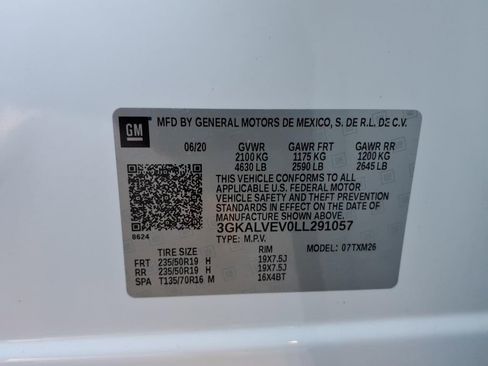 GM
MFD BY GENERAL MOTORS DE MEXICO, S. DE R.L. DE C.V.
06/20 GVWR GAWR FRT GAWR RR
2100 KG 1175 KG 1200 KG
4630 LB 2590 LB 2645 LB
THIS VEHICLE CONFORMS TO ALL
APPLICABLE U.S. FEDERAL MOTOR
VEHICLE SAFETY AND THEFT
PREVENTION STANDARDS IN EFFECT
ON THE DATE OF MANUFACTURE
SHOWN ABOVE.
3GKALVEV0LL291057
8624
TYPE: M.P.V. MODEL: 07TXM26
TIRE SIZE RIM
FRT 235/50R19 H 19X7.5J
RR 235/50R19 H 19X7.5J
SPA T135/70R16 M 16X4BT